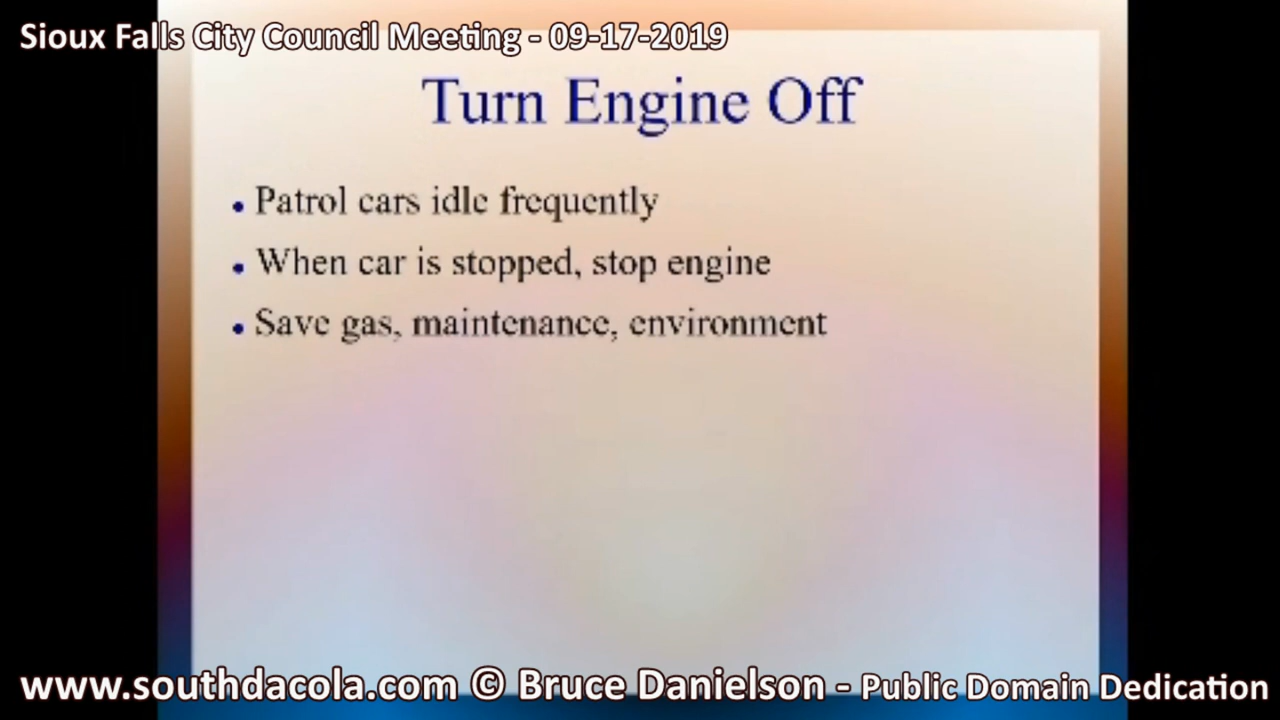 Sioux Falls City Council Meeting - 09-17-2019
Turn Engine Off
• Patrol cars idle frequently
• When car is stopped, stop engine
• Save gas, maintenance, environment
www.southdacola.com © Bruce Danielson - Public Domain Dedication